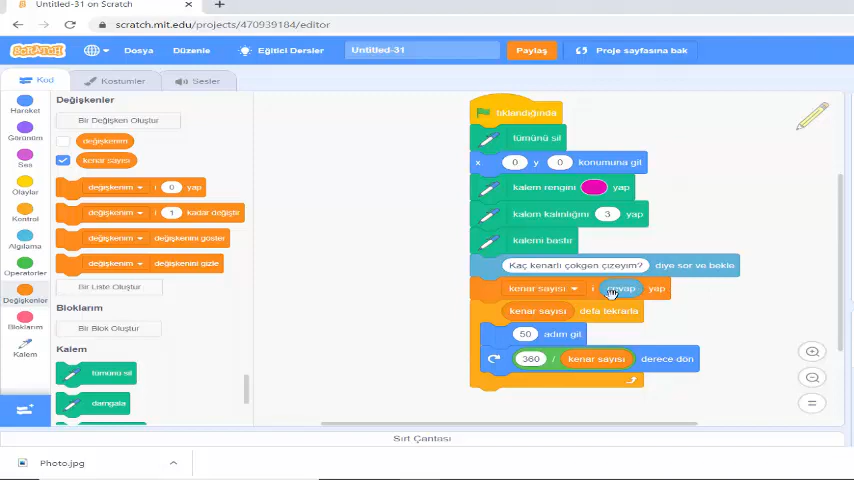 Untitled-31 on Scratch
scratch.mit.edu/projects/470939184/editor
SCRATCH Dosya Düzenle Eğitici Dersler Untitled-31 Paylaş Proje sayfasına bak
Kod Kostümler Sesler
Hareket
Görünüm
Ses
Olaylar
Kontrol
Algılama
Operatörler
Değişkenler
Bloklarım
Kalem
Değişkenler
Bir Değişken Oluştur
değişkenim
kenar sayısı
değişkenim i 0 yap
değişkenim i 1 kadar değiştir
değişkenim değişkenini göster
değişkenim değişkenini gizle
Bir Liste Oluştur
Bloklarım
Bir Blok Oluştur
Kalem
tümünü sil
damgala
tıklandığında
tümünü sil
x 0 y 0 konumuna git
kalem rengini yap
kalem kalınlığını 3 yap
kalemi bastır
Kaç kenarlı çokgen çizeyim? diye sor ve bekle
kenar sayısı i cevap yap
kenar sayısı defa tekrarla
50 adım git
360 / kenar sayısı derece dön
Sırt Çantası
Photo.jpg